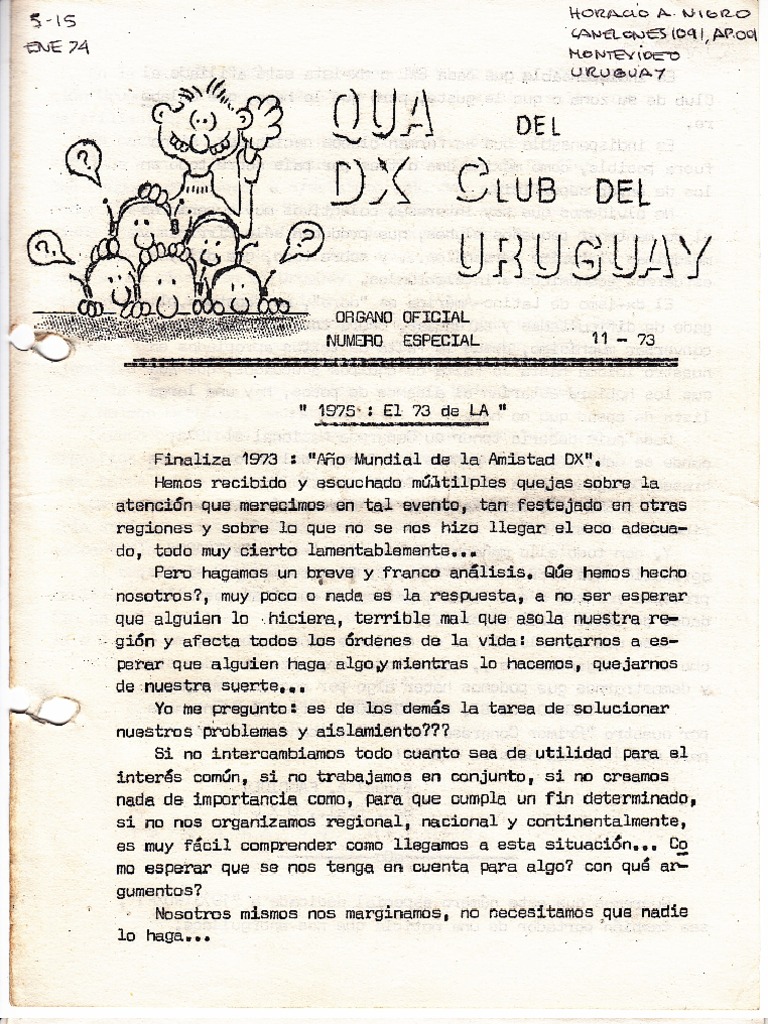 5-15
ENE 74
HORACIO A. NIGRO
CANELONES 1091, AP.009
MONTEVIDEO
URUGUAY
QUA DEL
DX CLUB DEL
URUGUAY
?
?
?
ORGANO OFICIAL
NUMERO ESPECIAL 11 - 73
" 1975 : El 73 de LA "
Finaliza 1973 : "Año Mundial de la Amistad DX".
Hemos recibido y escuchado múltilples quejas sobre la
atención que merecimos en tal evento, tan festejado en otras
regiones y sobre lo que no se nos hizo llegar el eco adecua-
do, todo muy cierto lamentablemente...
Pero hagamos un breve y franco análisis. Qúe hemos hecho
nosotros?, muy poco o nada es la respuesta, a no ser esperar
que alguien lo hiciera, terrible mal que asola nuestra re-
gión y afecta todos los órdenes de la vida: sentarnos a es-
perar que alguien haga algo,y mientras lo hacemos, quejarnos
de nuestra suerte...
Yo me pregunto: es de los demás la tarea de solucionar
nuestros problemas y aislamiento???
Si no intercambiamos todo cuanto sea de utilidad para el
interés común, si no trabajamos en conjunto, si no creamos
nada de importancia como, para que cumpla un fin determinado,
si no nos organizamos regional, nacional y continentalmente,
es muy fácil comprender como llegamos a esta situación... Co
mo esperar que se nos tenga en cuenta para algo? con qué ar-
gumentos?
Nosotros mismos nos marginamos, no necesitamos que nadie
lo haga...